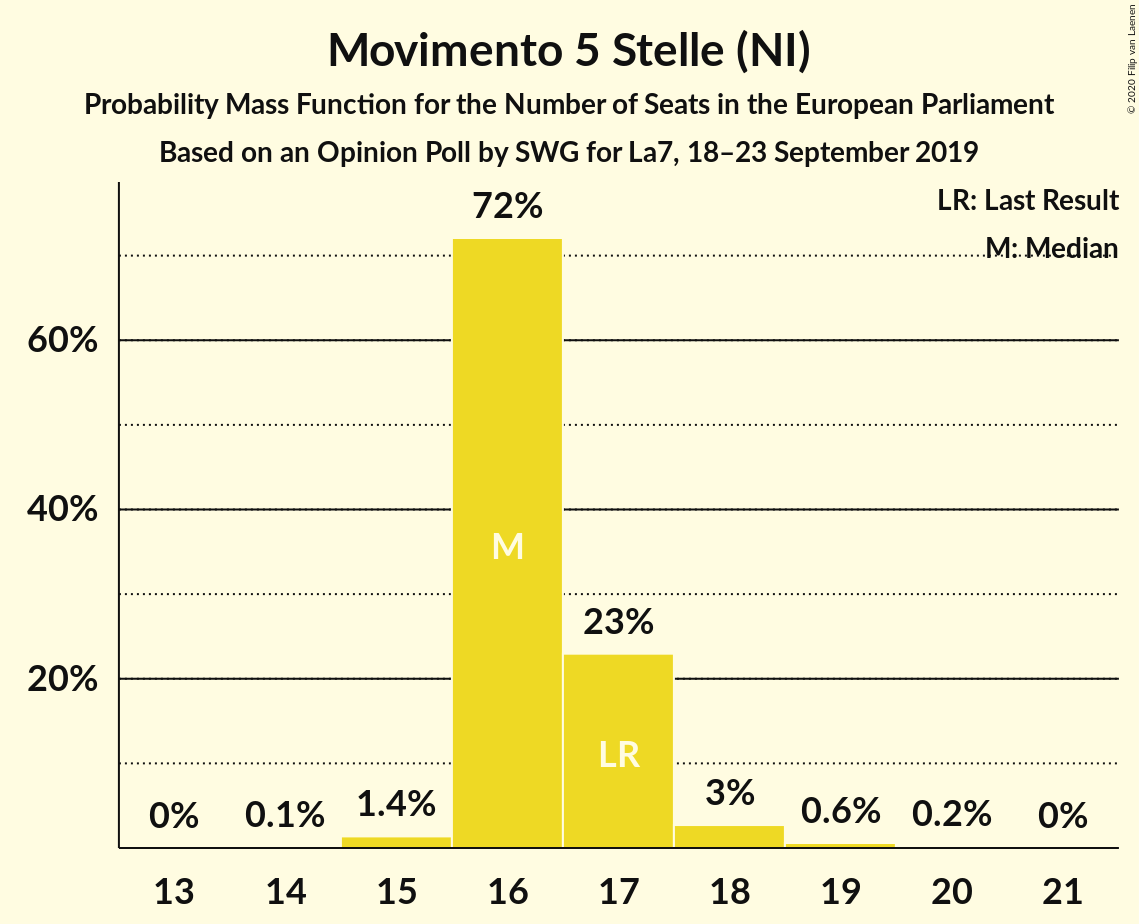 Movimento 5 Stelle (NI)
Probability Mass Function for the Number of Seats in the European Parliament
Based on an Opinion Poll by SWG for La7, 18–23 September 2019
© 2020 Filip van Laenen
LR: Last Result
M: Median
60%
40%
20%
0%
0.1%
1.4%
72%
23%
3%
0.6%
0.2%
0%
M
LR
13 14 15 16 17 18 19 20 21